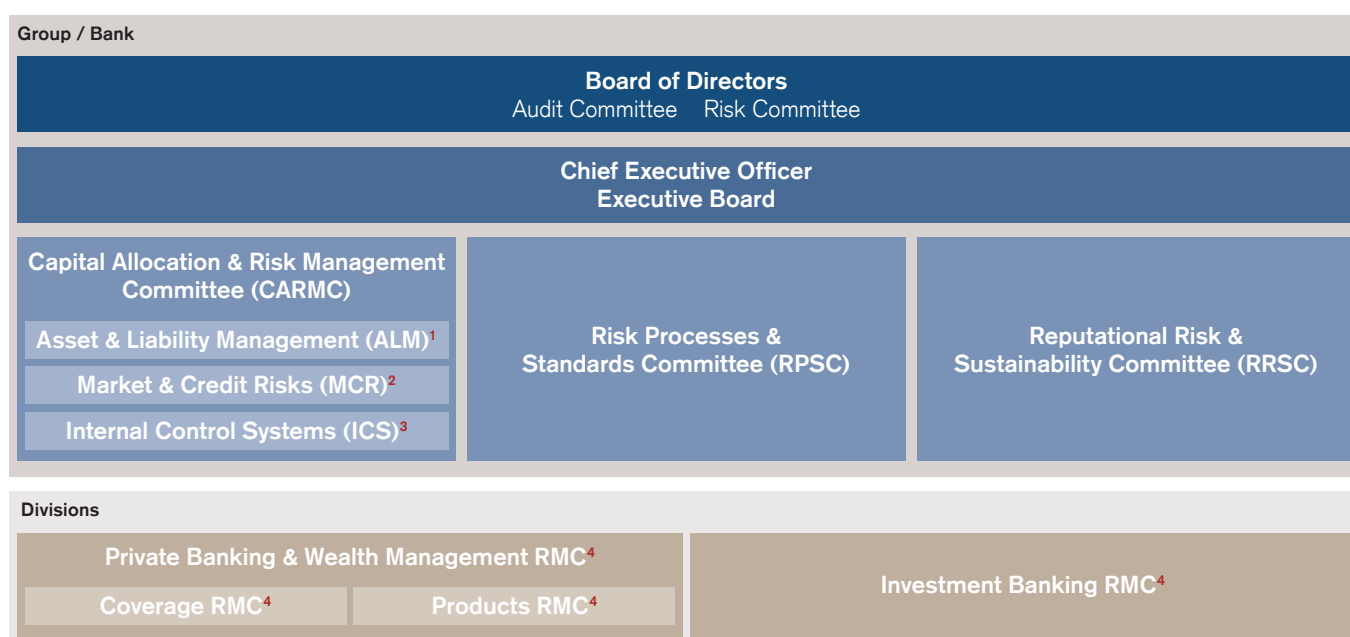 Group / Bank
Board of Directors
Audit Committee Risk Committee
Chief Executive Officer
Executive Board
Capital Allocation & Risk Management
Committee (CARMC)
Asset & Liability Management (ALM)¹
Market & Credit Risks (MCR)²
Internal Control Systems (ICS)³
Risk Processes &
Standards Committee (RPSC)
Reputational Risk &
Sustainability Committee (RRSC)
Divisions
Private Banking & Wealth Management RMC⁴
Coverage RMC⁴
Products RMC⁴
Investment Banking RMC⁴